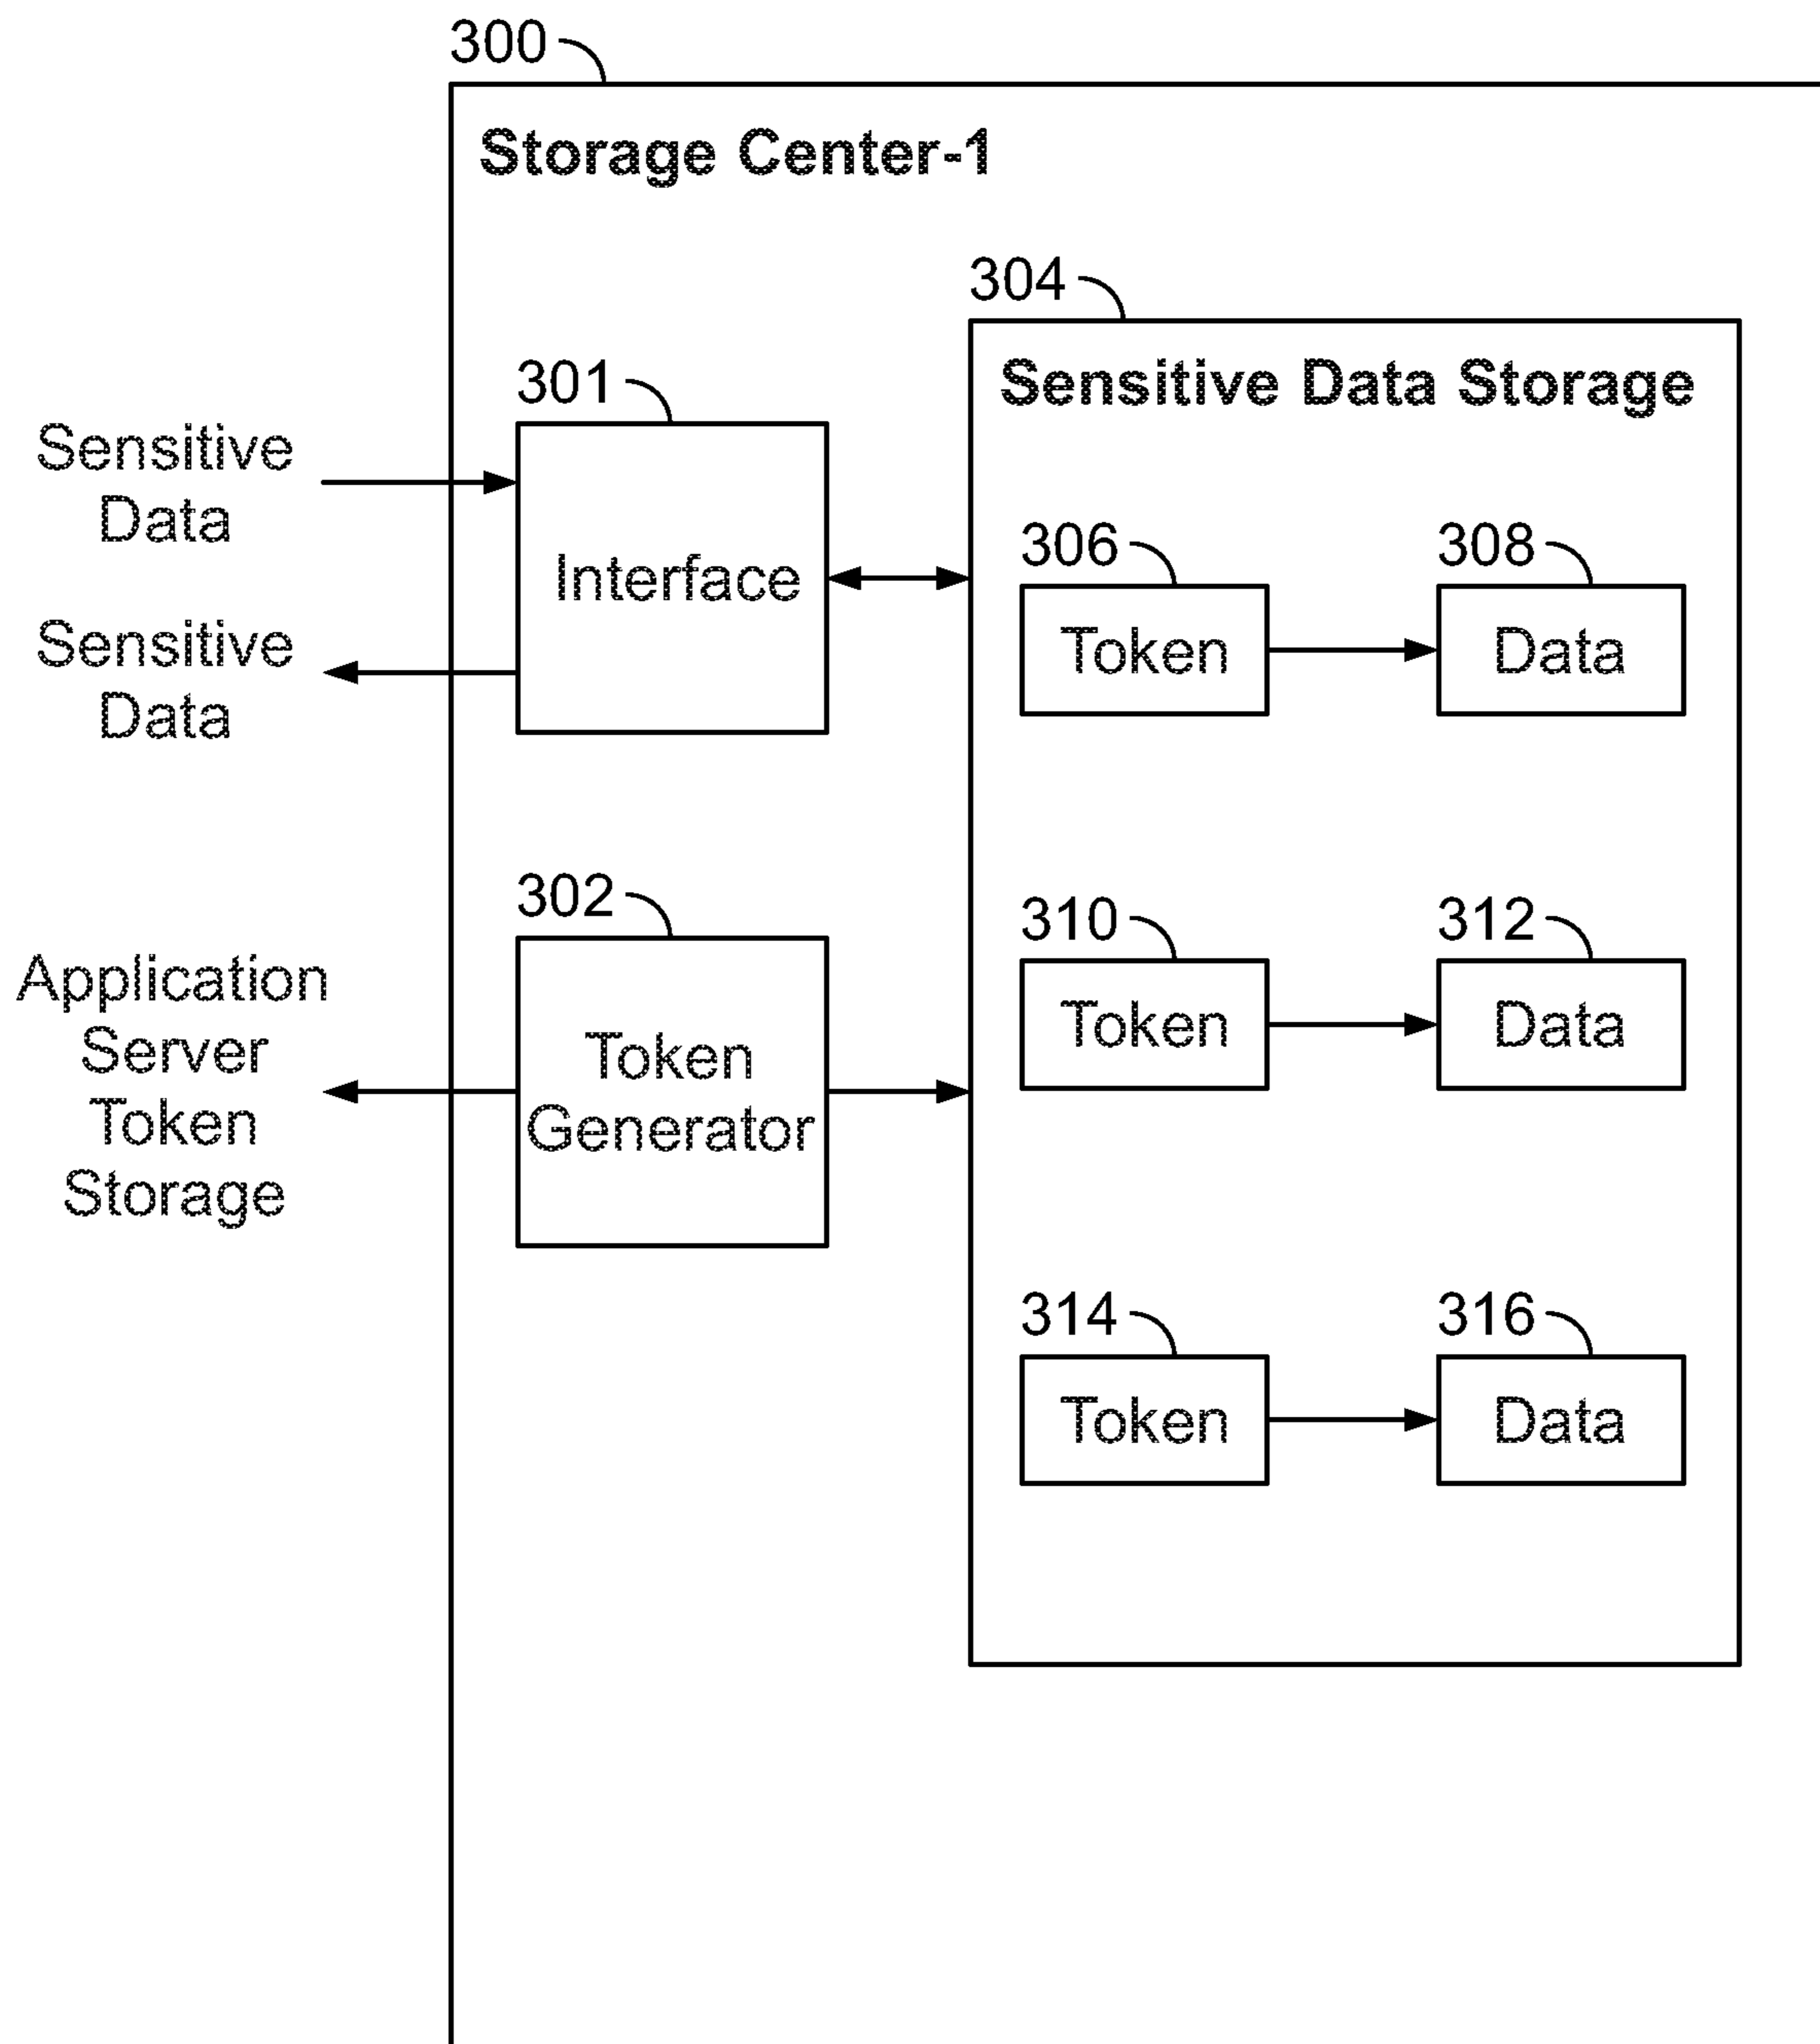 300
Storage Center-1
304
Sensitive Data Storage
301
Sensitive
Data
Interface
Sensitive
Data
306
Token
308
Data
302
Application
Server
Token
Storage
Token
Generator
310
Token
312
Data
314
Token
316
Data